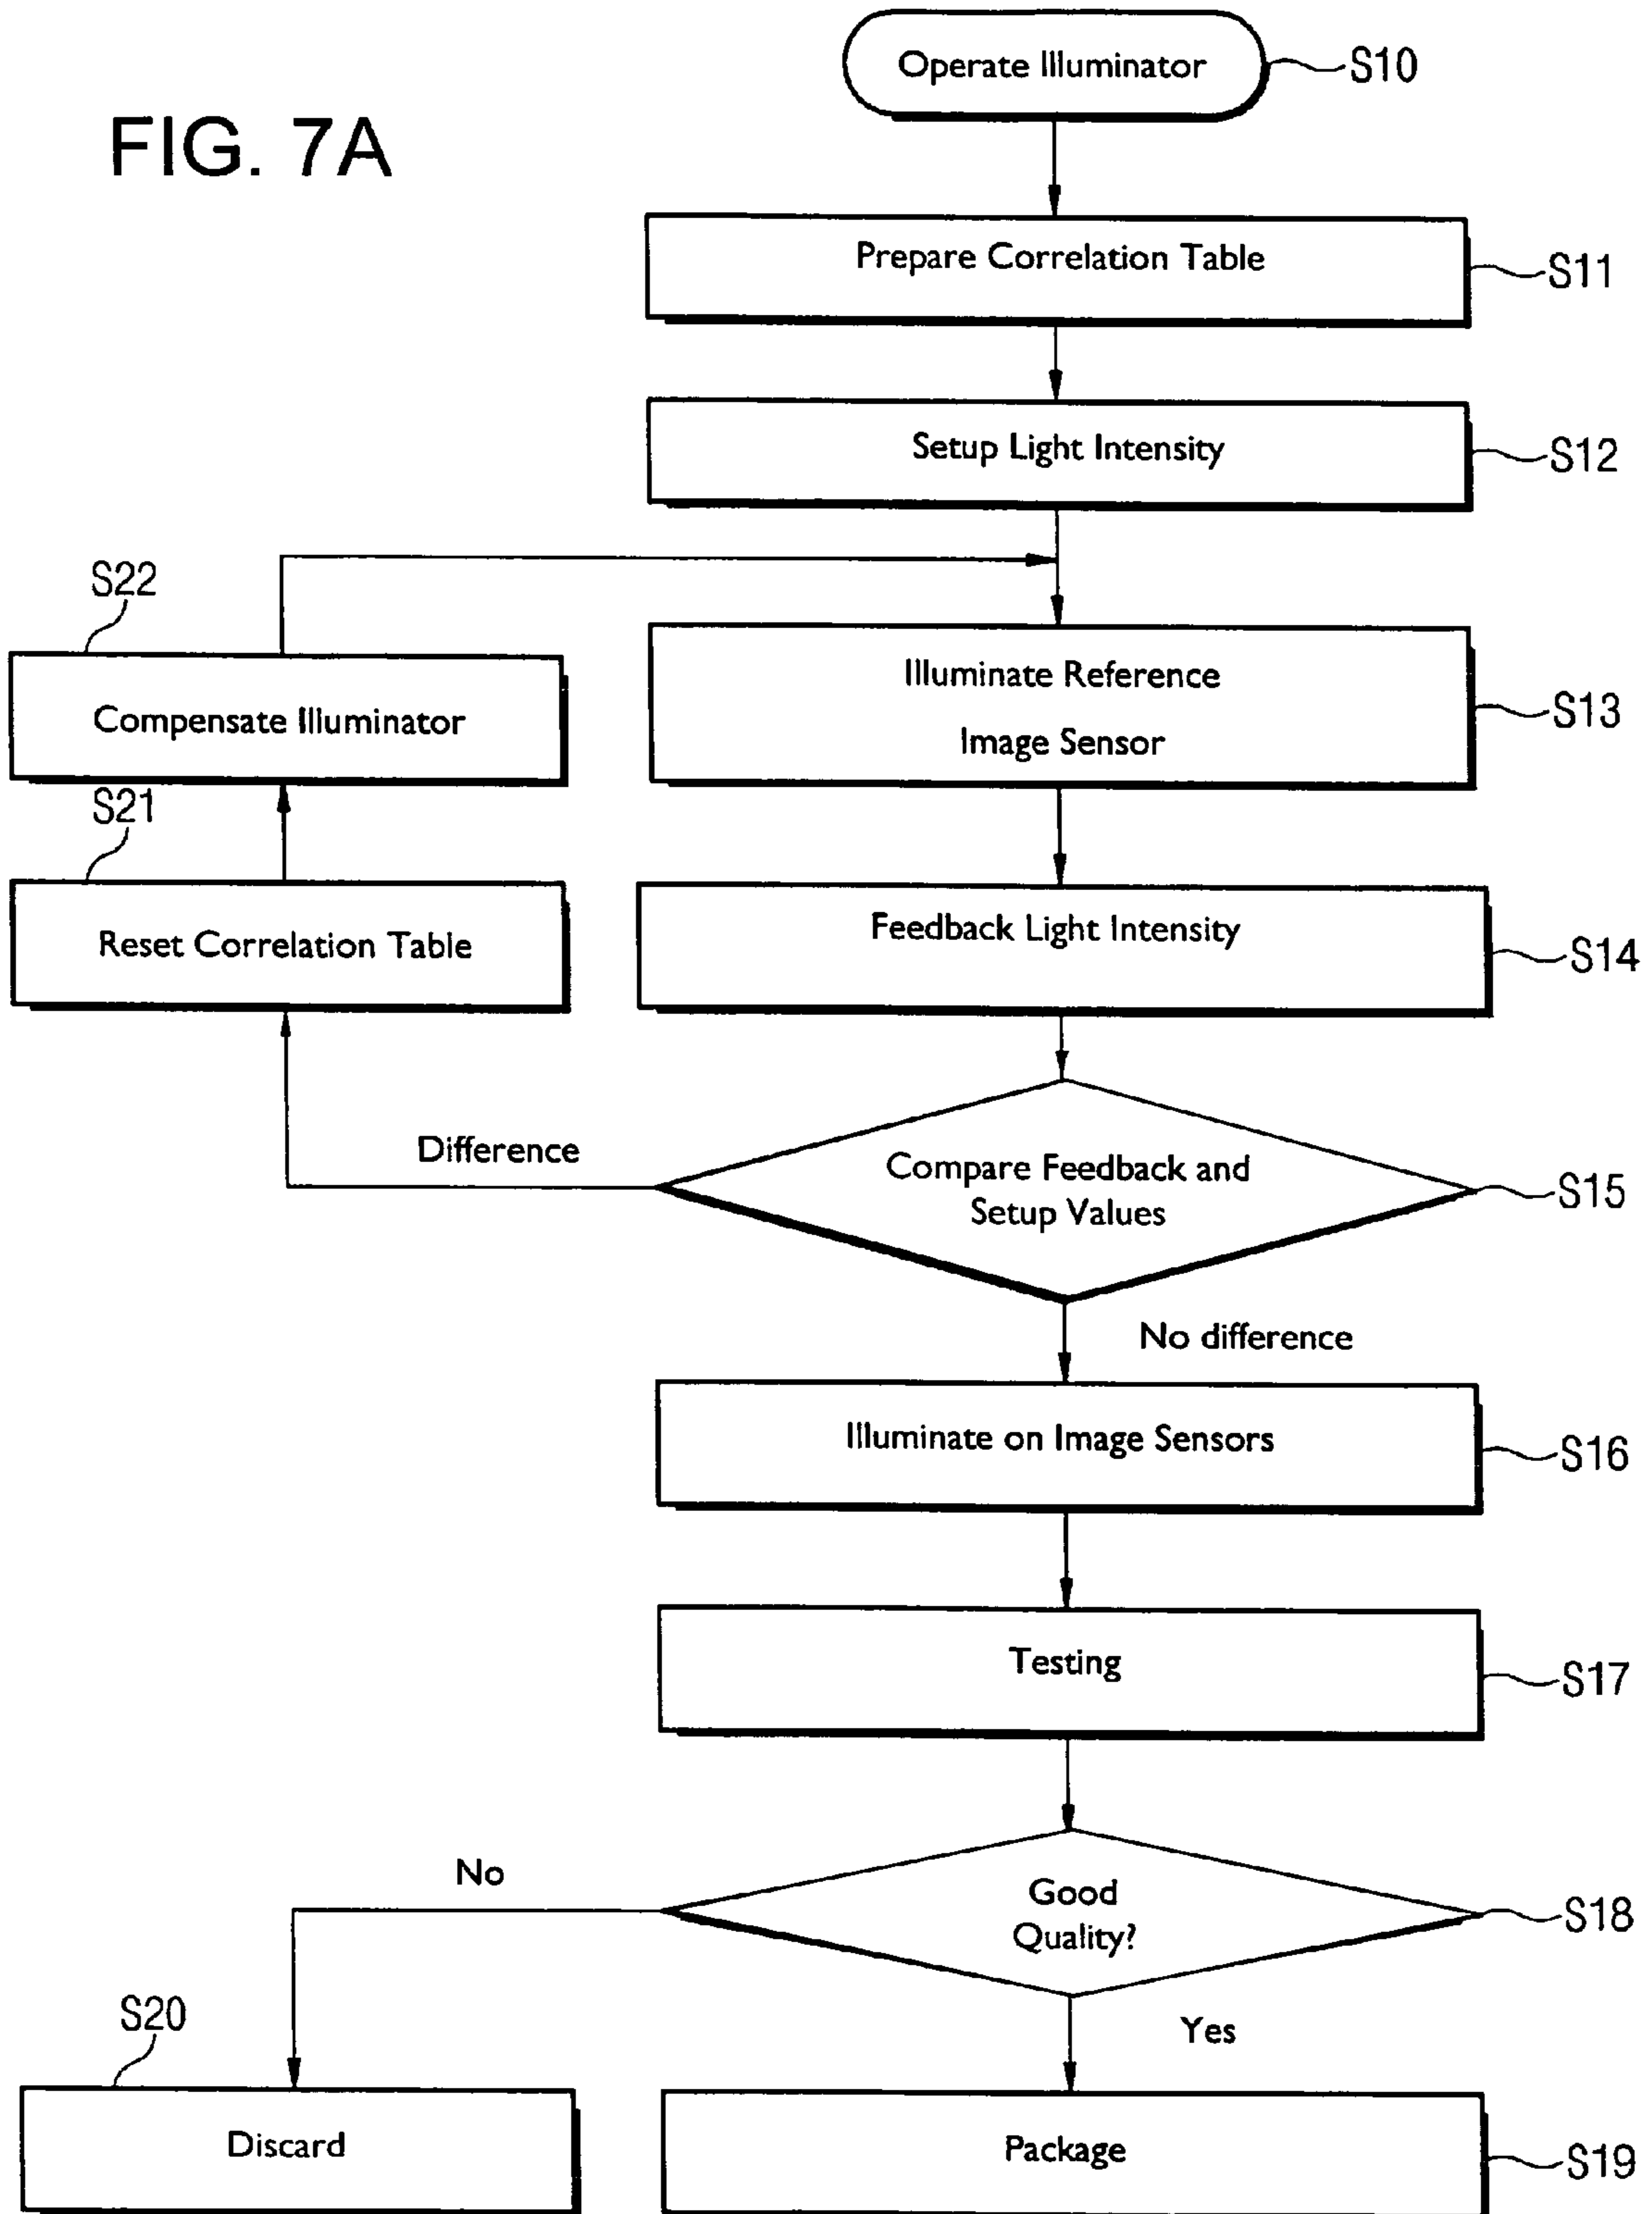 FIG. 7A
Operate Illuminator
S10
Prepare Correlation Table
S11
Setup Light Intensity
S12
S22
Compensate Illuminator
Illuminate Reference
Image Sensor
S13
S21
Reset Correlation Table
Feedback Light Intensity
S14
Difference
Compare Feedback and
Setup Values
S15
No difference
Illuminate on Image Sensors
S16
Testing
S17
No
Good
Quality?
S18
Yes
S20
Discard
Package
S19